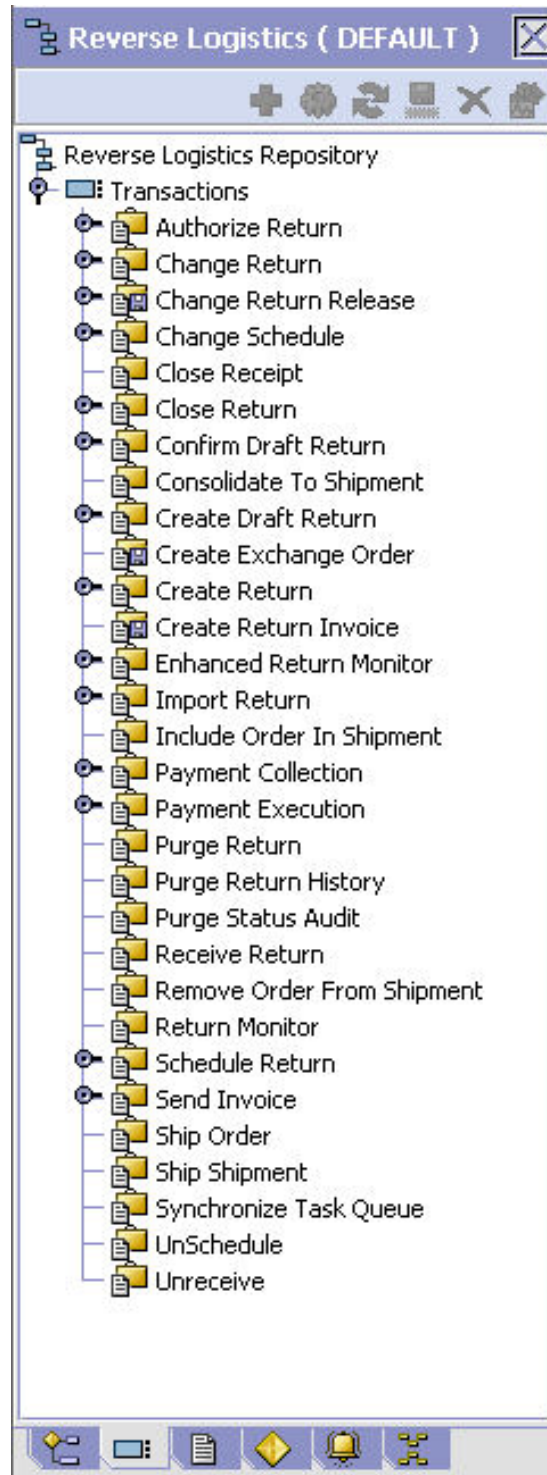 Reverse Logistics ( DEFAULT )
Reverse Logistics Repository
Transactions
Authorize Return
Change Return
Change Return Release
Change Schedule
Close Receipt
Close Return
Confirm Draft Return
Consolidate To Shipment
Create Draft Return
Create Exchange Order
Create Return
Create Return Invoice
Enhanced Return Monitor
Import Return
Include Order In Shipment
Payment Collection
Payment Execution
Purge Return
Purge Return History
Purge Status Audit
Receive Return
Remove Order From Shipment
Return Monitor
Schedule Return
Send Invoice
Ship Order
Ship Shipment
Synchronize Task Queue
UnSchedule
Unreceive